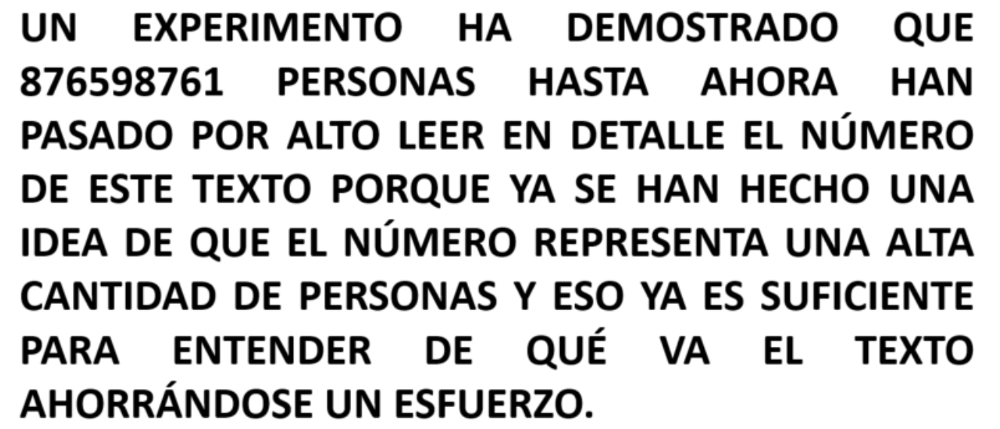 UN EXPERIMENTO HA DEMOSTRADO QUE
876598761 PERSONAS HASTA AHORA HAN
PASADO POR ALTO LEER EN DETALLE EL NÚMERO
DE ESTE TEXTO PORQUE YA SE HAN HECHO UNA
IDEA DE QUE EL NÚMERO REPRESENTA UNA ALTA
CANTIDAD DE PERSONAS Y ESO YA ES SUFICIENTE
PARA ENTENDER DE QUÉ VA EL TEXTO
AHORRÁNDOSE UN ESFUERZO.